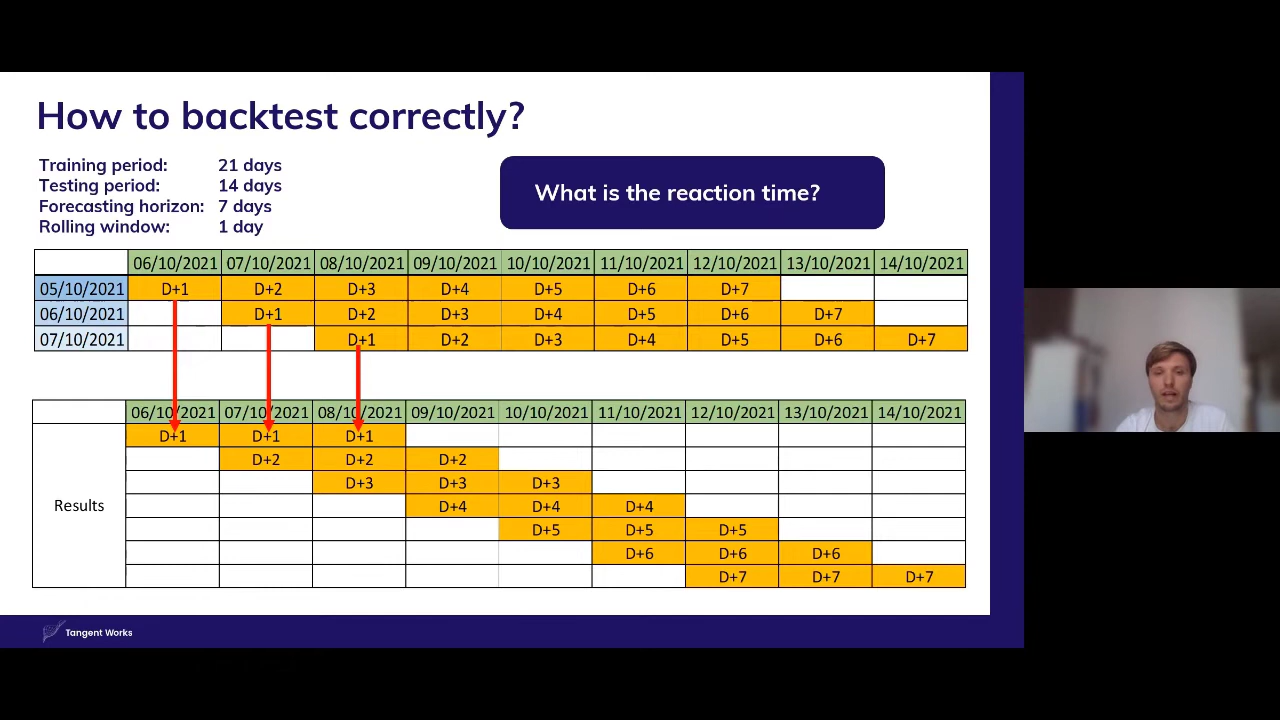 How to backtest correctly?
Training period: 21 days
Testing period: 14 days
Forecasting horizon: 7 days
Rolling window: 1 day
What is the reaction time?
06/10/2021 07/10/2021 08/10/2021 09/10/2021 10/10/2021 11/10/2021 12/10/2021 13/10/2021 14/10/2021
05/10/2021 D+1 D+2 D+3 D+4 D+5 D+6 D+7
06/10/2021 D+1 D+2 D+3 D+4 D+5 D+6 D+7
07/10/2021 D+1 D+2 D+3 D+4 D+5 D+6 D+7
06/10/2021 07/10/2021 08/10/2021 09/10/2021 10/10/2021 11/10/2021 12/10/2021 13/10/2021 14/10/2021
D+1 D+1 D+1
D+2 D+2 D+2
D+3 D+3 D+3
Results D+4 D+4 D+4
D+5 D+5 D+5
D+6 D+6 D+6
D+7 D+7 D+7
Tangent Works